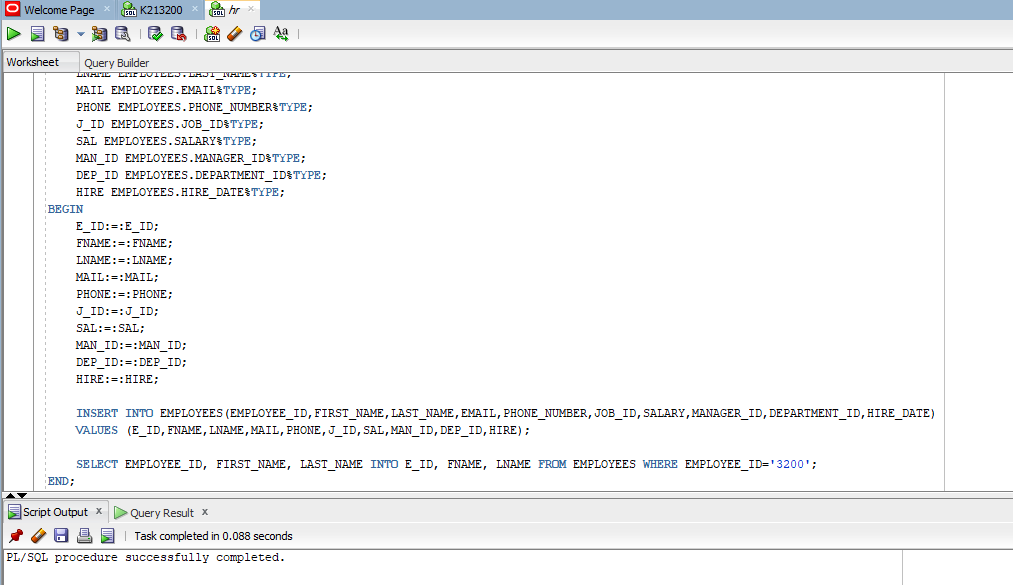 Welcome Page K213200 hr
Worksheet Query Builder
LNAME EMPLOYEES.LAST_NAME%TYPE;
MAIL EMPLOYEES.EMAIL%TYPE;
PHONE EMPLOYEES.PHONE_NUMBER%TYPE;
J_ID EMPLOYEES.JOB_ID%TYPE;
SAL EMPLOYEES.SALARY%TYPE;
MAN_ID EMPLOYEES.MANAGER_ID%TYPE;
DEP_ID EMPLOYEES.DEPARTMENT_ID%TYPE;
HIRE EMPLOYEES.HIRE_DATE%TYPE;
BEGIN
E_ID:=:E_ID;
FNAME:=:FNAME;
LNAME:=:LNAME;
MAIL:=:MAIL;
PHONE:=:PHONE;
J_ID:=:J_ID;
SAL:=:SAL;
MAN_ID:=:MAN_ID;
DEP_ID:=:DEP_ID;
HIRE:=:HIRE;
INSERT INTO EMPLOYEES(EMPLOYEE_ID,FIRST_NAME,LAST_NAME,EMAIL,PHONE_NUMBER,JOB_ID,SALARY,MANAGER_ID,DEPARTMENT_ID,HIRE_DATE)
VALUES (E_ID,FNAME,LNAME,MAIL,PHONE,J_ID,SAL,MAN_ID,DEP_ID,HIRE);
SELECT EMPLOYEE_ID, FIRST_NAME, LAST_NAME INTO E_ID, FNAME, LNAME FROM EMPLOYEES WHERE EMPLOYEE_ID='3200';
END;
Script Output x Query Result x
Task completed in 0.088 seconds
PL/SQL procedure successfully completed.